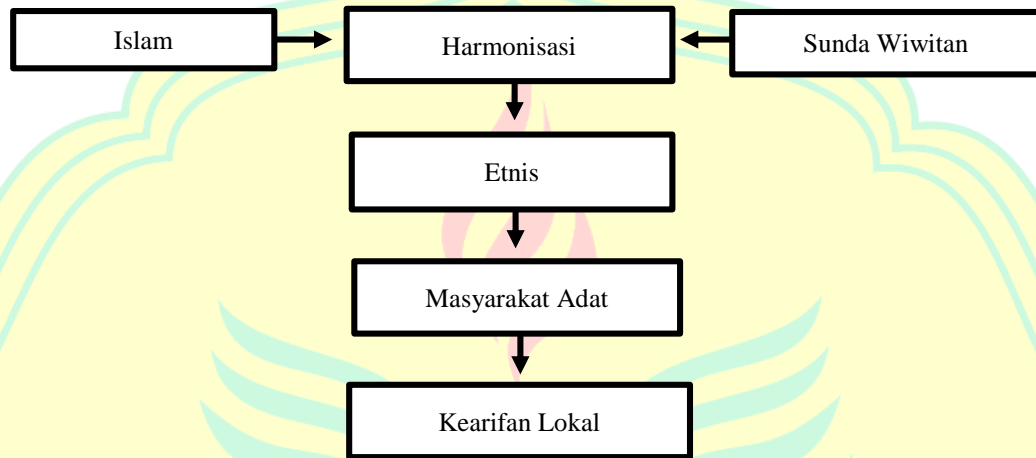 Islam
Harmonisasi
Sunda Wiwitan
Etnis
Masyarakat Adat
Kearifan Lokal